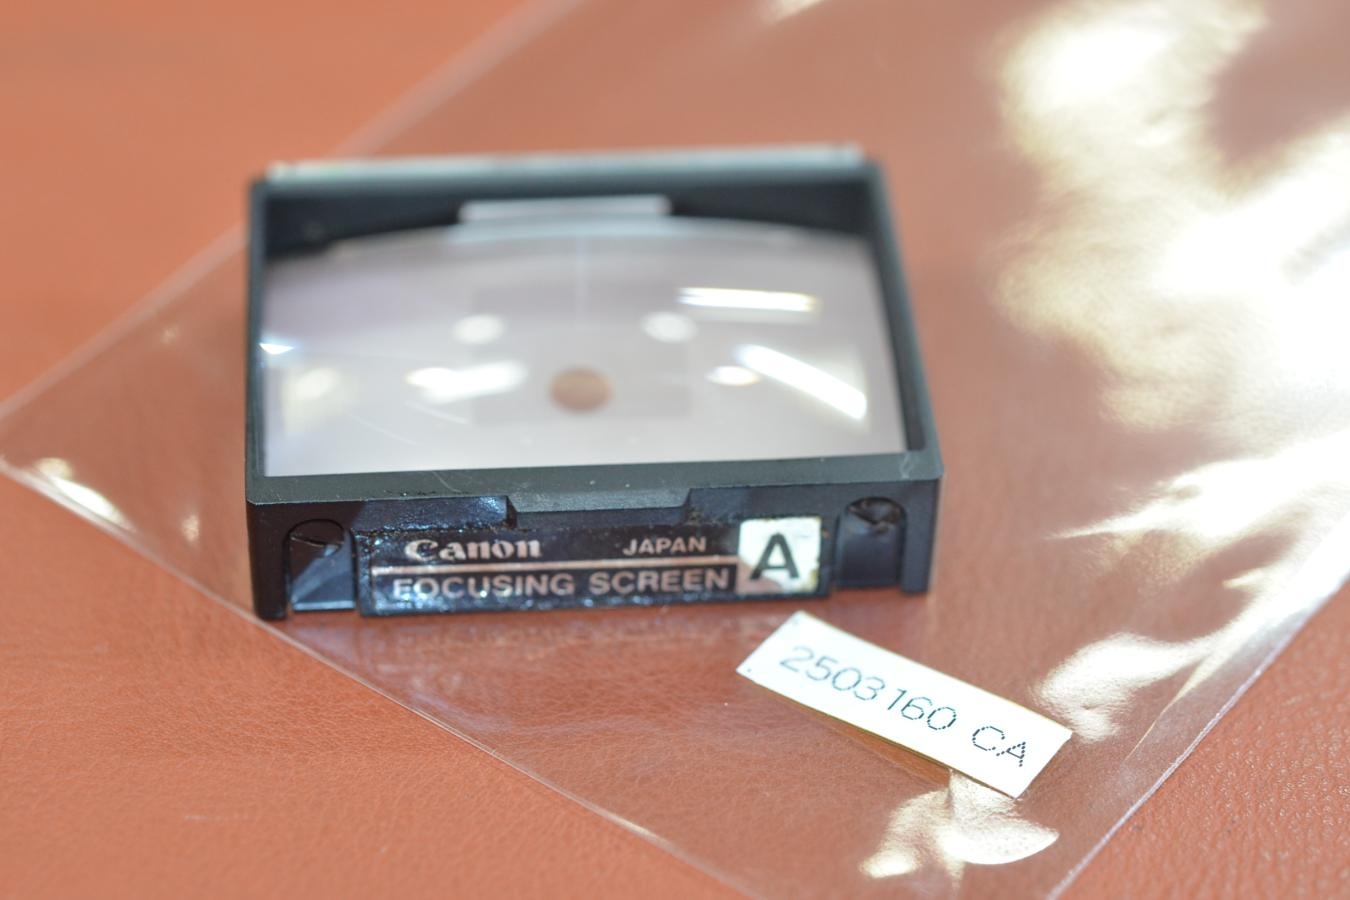 Canon JAPAN
FOCUSING SCREEN A
2503160 CA